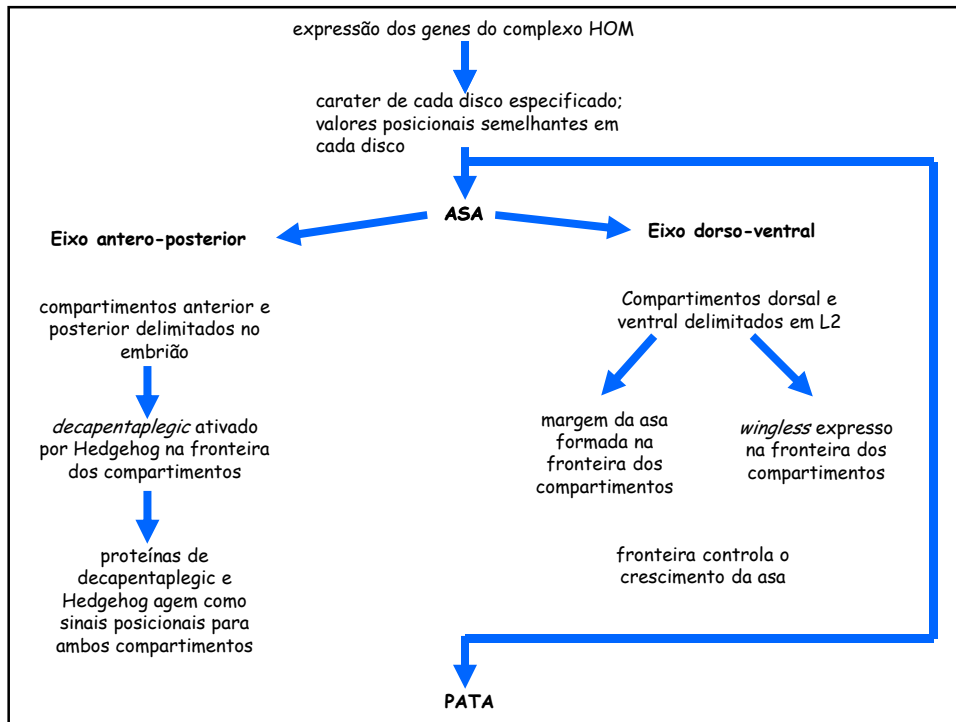 expressão dos genes do complexo HOM
carater de cada disco especificado;
valores posicionais semelhantes em
cada disco
ASA
Eixo antero-posterior
Eixo dorso-ventral
compartimentos anterior e
posterior delimitados no
embrião
decapentaplegic ativado
por Hedgehog na fronteira
dos compartimentos
proteínas de
decapentaplegic e
Hedgehog agem como
sinais posicionais para
ambos compartimentos
Compartimentos dorsal e
ventral delimitados em L2
margem da asa
formada na
fronteira dos
compartimentos
wingless expresso
na fronteira dos
compartimentos
fronteira controla o
crescimento da asa
PATA